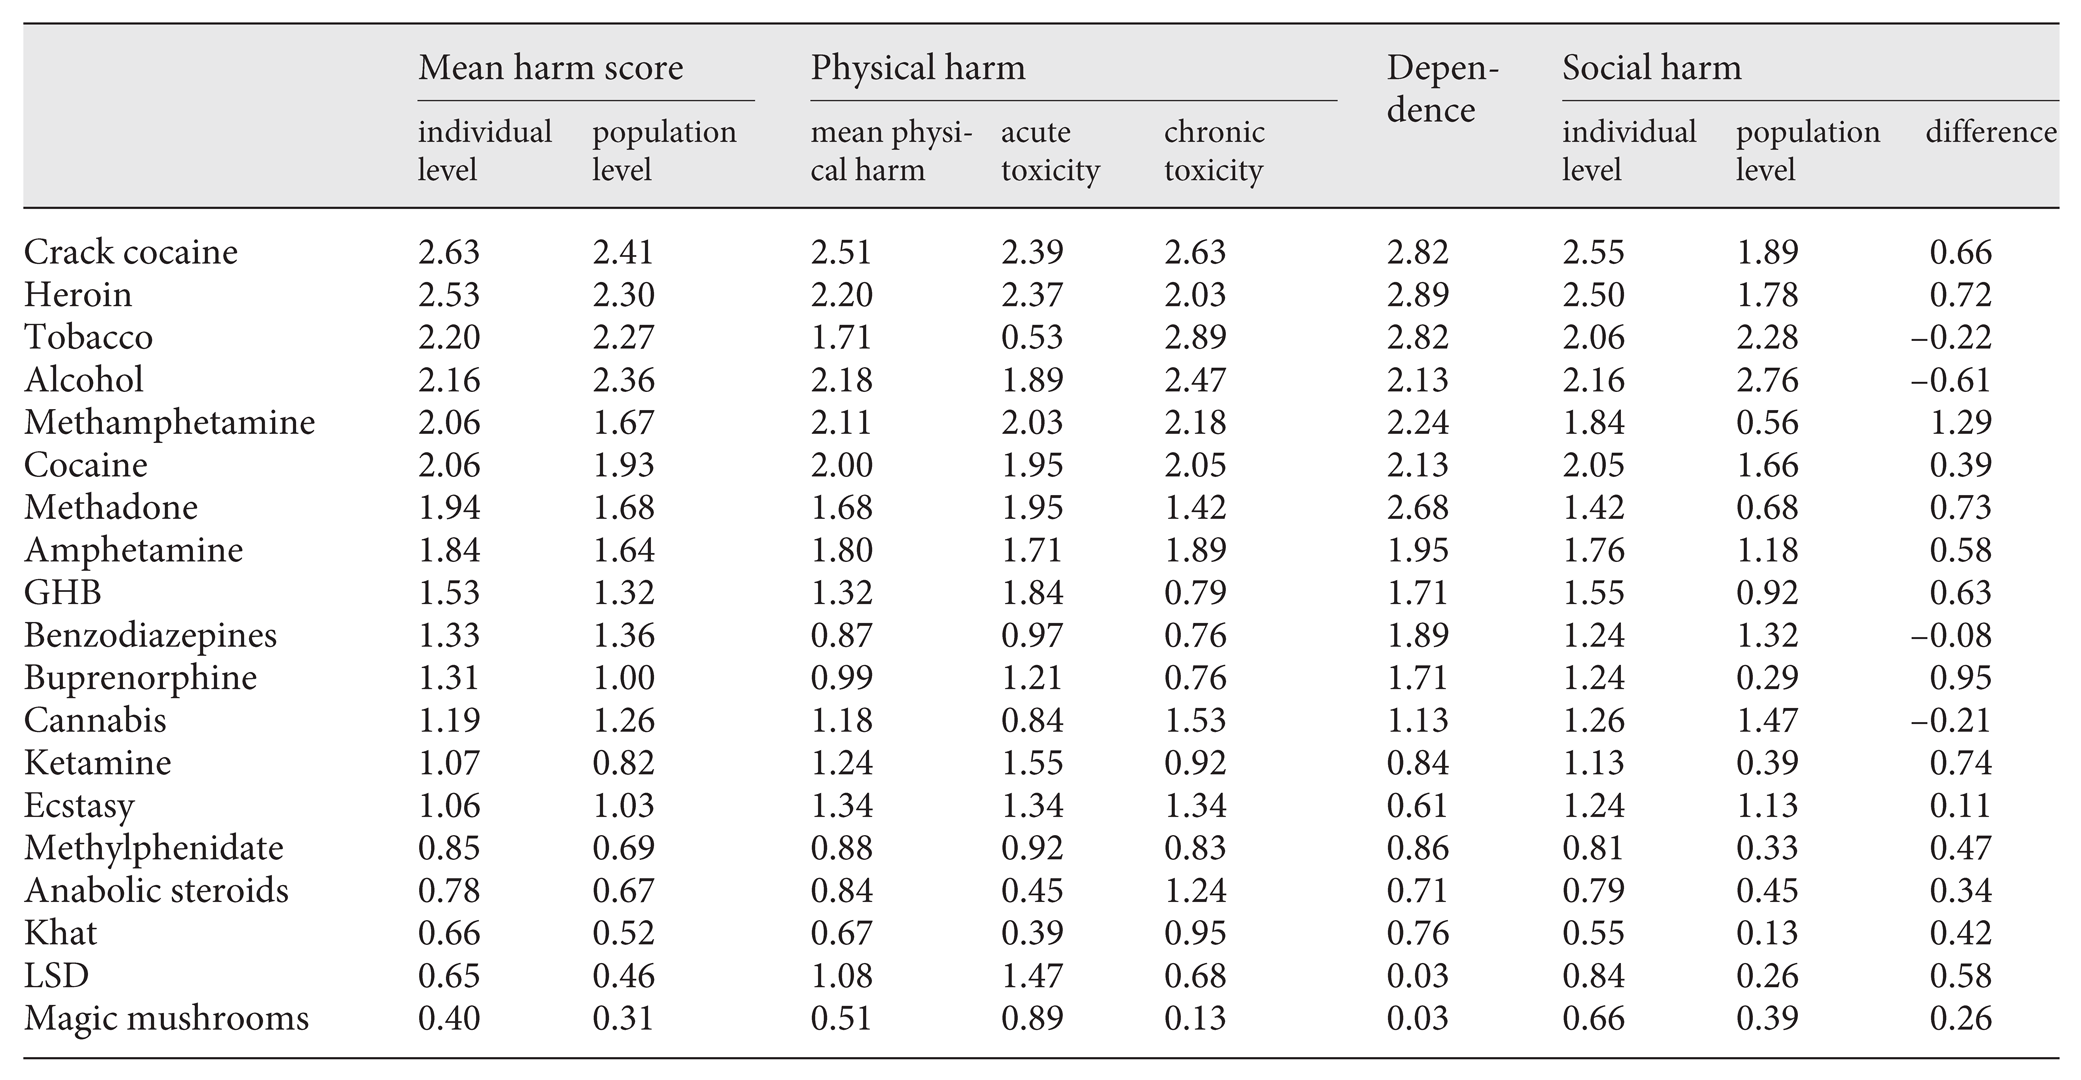 Mean harm score Physical harm Depen- Social harm
dence
individual population mean physi- acute chronic individual population difference
level level cal harm toxicity toxicity level level
Crack cocaine 2.63 2.41 2.51 2.39 2.63 2.82 2.55 1.89 0.66
Heroin 2.53 2.30 2.20 2.37 2.03 2.89 2.50 1.78 0.72
Tobacco 2.20 2.27 1.71 0.53 2.89 2.82 2.06 2.28 –0.22
Alcohol 2.16 2.36 2.18 1.89 2.47 2.13 2.16 2.76 –0.61
Methamphetamine 2.06 1.67 2.11 2.03 2.18 2.24 1.84 0.56 1.29
Cocaine 2.06 1.93 2.00 1.95 2.05 2.13 2.05 1.66 0.39
Methadone 1.94 1.68 1.68 1.95 1.42 2.68 1.42 0.68 0.73
Amphetamine 1.84 1.64 1.80 1.71 1.89 1.95 1.76 1.18 0.58
GHB 1.53 1.32 1.32 1.84 0.79 1.71 1.55 0.92 0.63
Benzodiazepines 1.33 1.36 0.87 0.97 0.76 1.89 1.24 1.32 –0.08
Buprenorphine 1.31 1.00 0.99 1.21 0.76 1.71 1.24 0.29 0.95
Cannabis 1.19 1.26 1.18 0.84 1.53 1.13 1.26 1.47 –0.21
Ketamine 1.07 0.82 1.24 1.55 0.92 0.84 1.13 0.39 0.74
Ecstasy 1.06 1.03 1.34 1.34 1.34 0.61 1.24 1.13 0.11
Methylphenidate 0.85 0.69 0.88 0.92 0.83 0.86 0.81 0.33 0.47
Anabolic steroids 0.78 0.67 0.84 0.45 1.24 0.71 0.79 0.45 0.34
Khat 0.66 0.52 0.67 0.39 0.95 0.76 0.55 0.13 0.42
LSD 0.65 0.46 1.08 1.47 0.68 0.03 0.84 0.26 0.58
Magic mushrooms 0.40 0.31 0.51 0.89 0.13 0.03 0.66 0.39 0.26